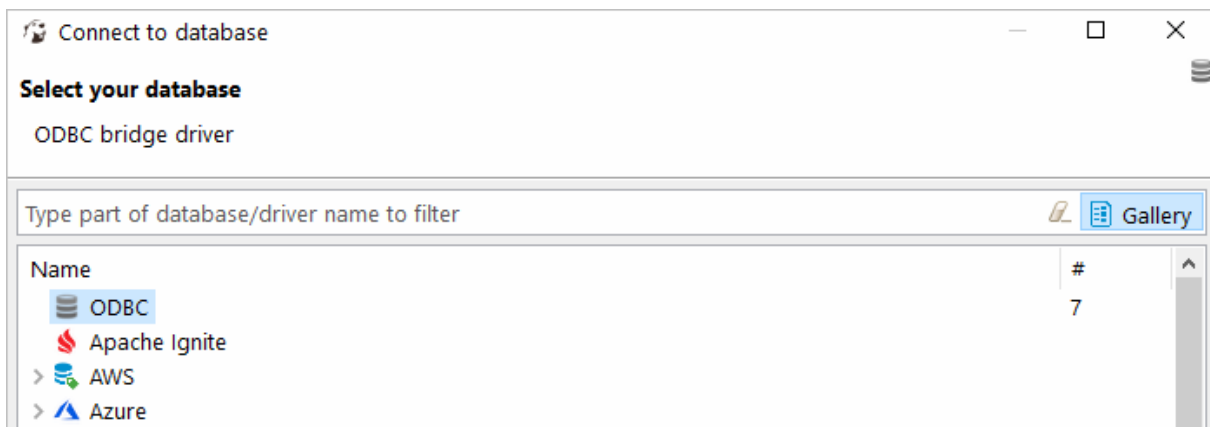 Connect to database
Select your database
ODBC bridge driver
Type part of database/driver name to filter Gallery
Name #
ODBC 7
Apache Ignite
AWS
Azure